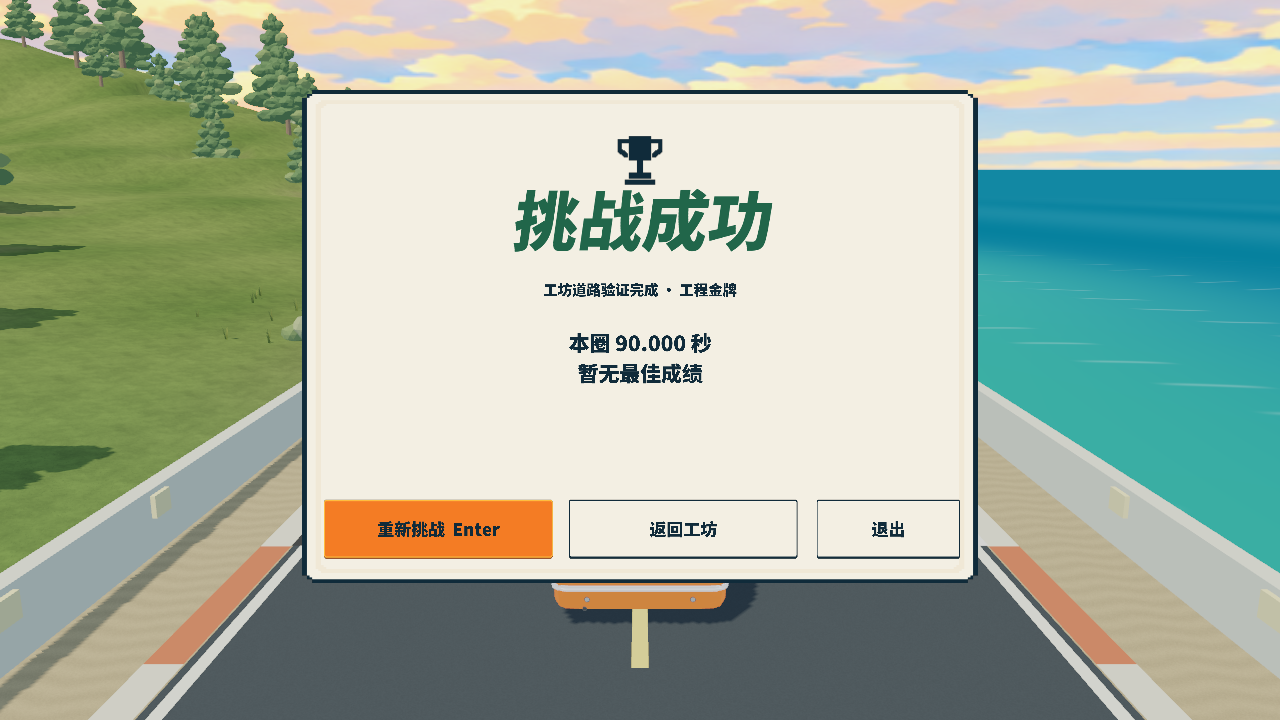 挑战成功
工坊道路验证完成 · 工程金牌
本圈 90.000 秒
暂无最佳成绩
重新挑战 Enter
返回工坊
退出